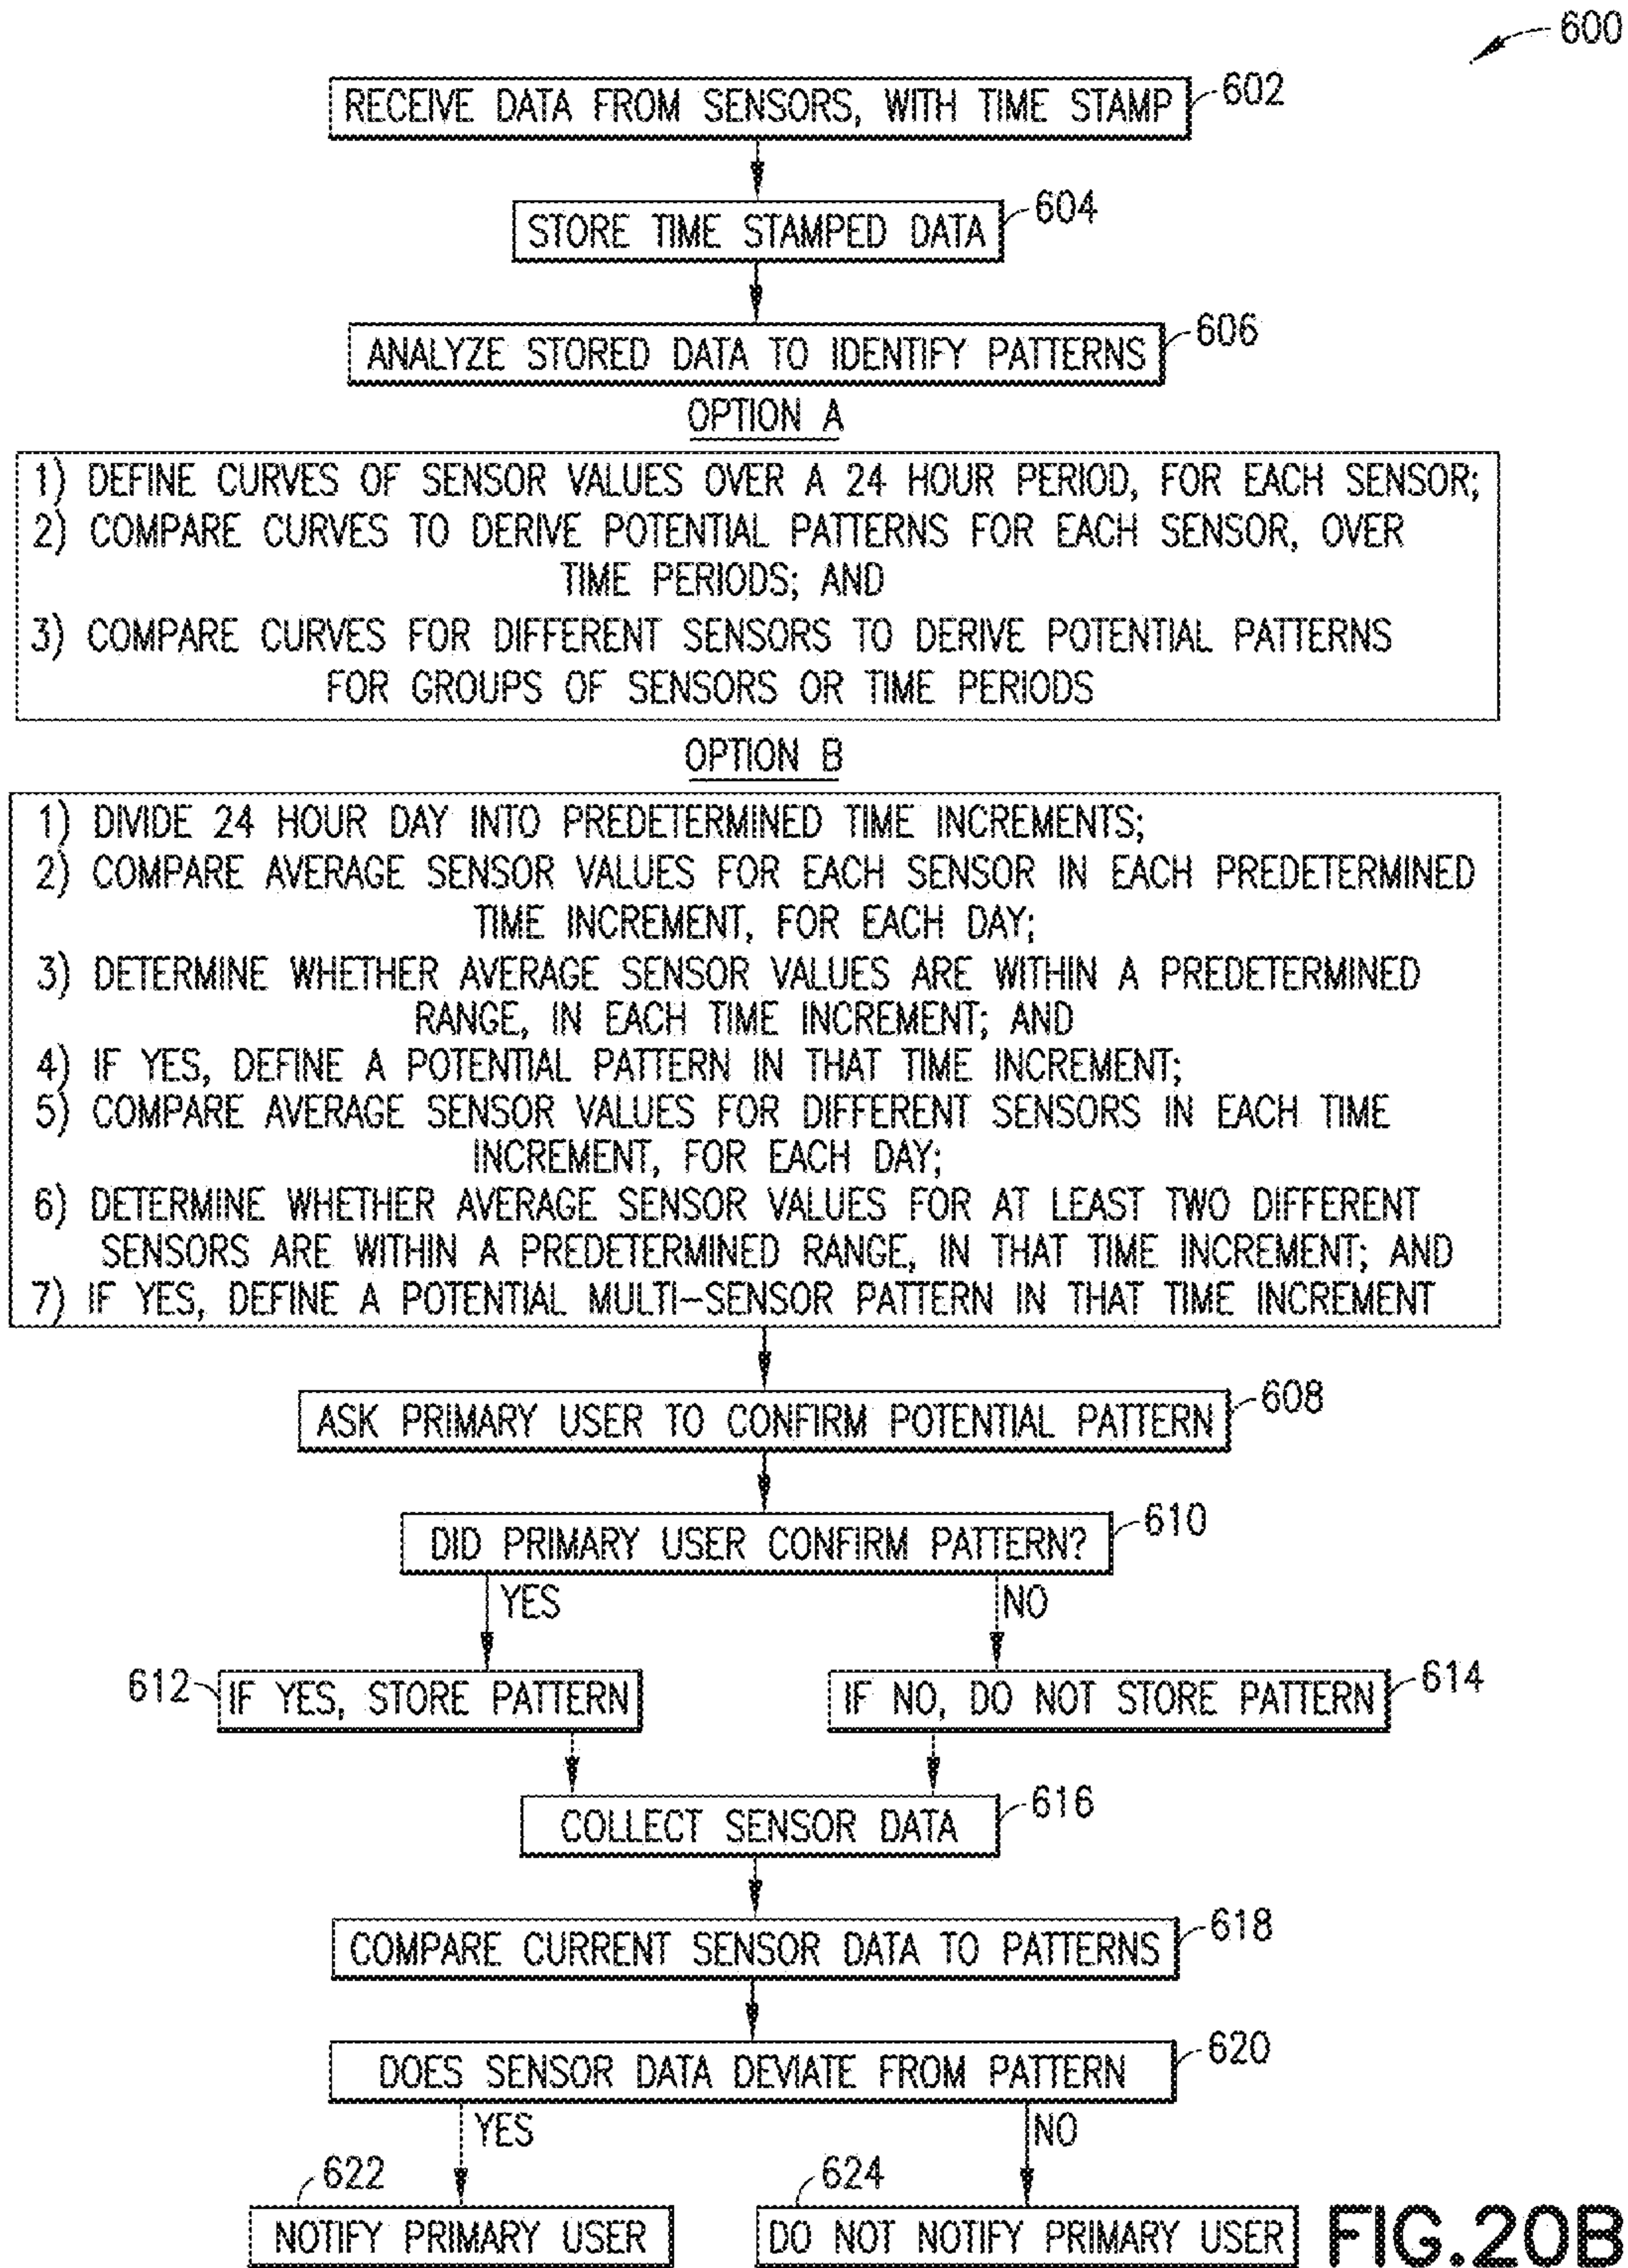 600
RECEIVE DATA FROM SENSORS, WITH TIME STAMP
602
STORE TIME STAMPED DATA
604
ANALYZE STORED DATA TO IDENTIFY PATTERNS
606
OPTION A
1) DEFINE CURVES OF SENSOR VALUES OVER A 24 HOUR PERIOD, FOR EACH SENSOR;
2) COMPARE CURVES TO DERIVE POTENTIAL PATTERNS FOR EACH SENSOR, OVER
TIME PERIODS; AND
3) COMPARE CURVES FOR DIFFERENT SENSORS TO DERIVE POTENTIAL PATTERNS
FOR GROUPS OF SENSORS OR TIME PERIODS
OPTION B
1) DIVIDE 24 HOUR DAY INTO PREDETERMINED TIME INCREMENTS;
2) COMPARE AVERAGE SENSOR VALUES FOR EACH SENSOR IN EACH PREDETERMINED
TIME INCREMENT, FOR EACH DAY;
3) DETERMINE WHETHER AVERAGE SENSOR VALUES ARE WITHIN A PREDETERMINED
RANGE, IN EACH TIME INCREMENT; AND
4) IF YES, DEFINE A POTENTIAL PATTERN IN THAT TIME INCREMENT;
5) COMPARE AVERAGE SENSOR VALUES FOR DIFFERENT SENSORS IN EACH TIME
INCREMENT, FOR EACH DAY;
6) DETERMINE WHETHER AVERAGE SENSOR VALUES FOR AT LEAST TWO DIFFERENT
SENSORS ARE WITHIN A PREDETERMINED RANGE, IN THAT TIME INCREMENT; AND
7) IF YES, DEFINE A POTENTIAL MULTI-SENSOR PATTERN IN THAT TIME INCREMENT
ASK PRIMARY USER TO CONFIRM POTENTIAL PATTERN
608
DID PRIMARY USER CONFIRM PATTERN?
610
YES
NO
612
IF YES, STORE PATTERN
IF NO, DO NOT STORE PATTERN
614
COLLECT SENSOR DATA
616
COMPARE CURRENT SENSOR DATA TO PATTERNS
618
DOES SENSOR DATA DEVIATE FROM PATTERN
620
YES
NO
622
624
NOTIFY PRIMARY USER
DO NOT NOTIFY PRIMARY USER
FIG.20B